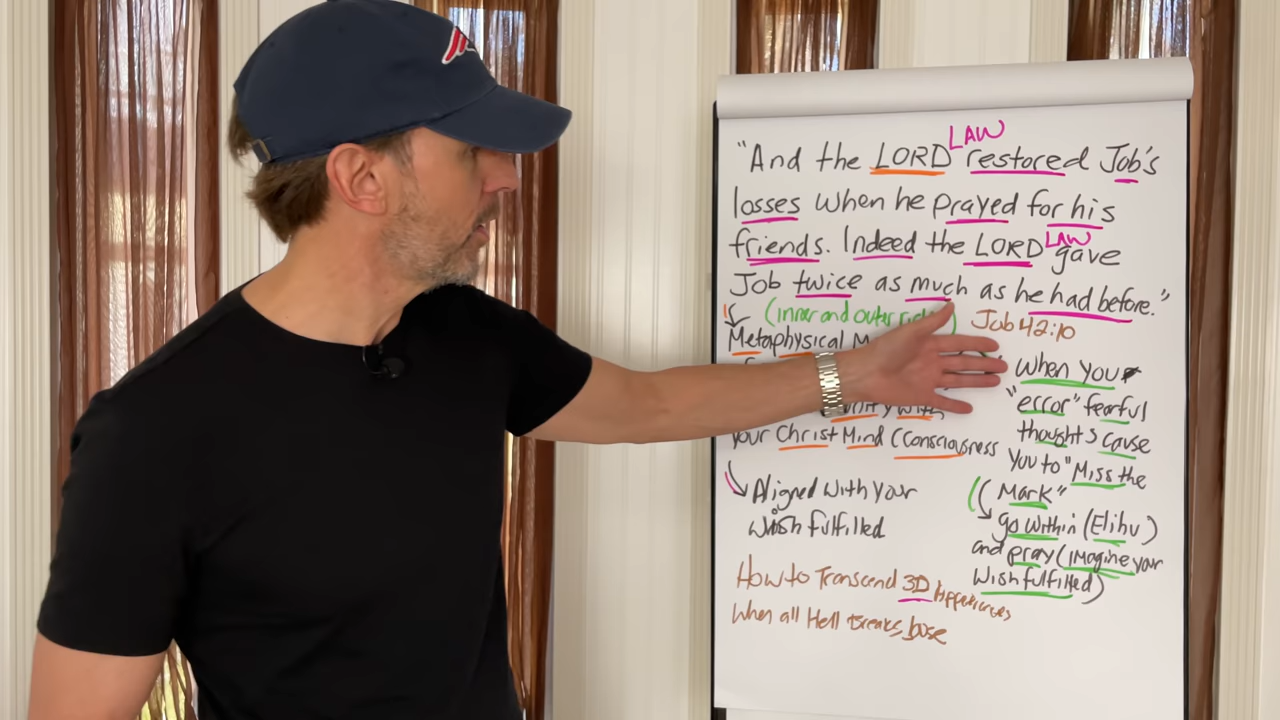 LAW
"And the LORD restored Job's
losses when he prayed for his
friends. Indeed the LORD gave
LAW
Job twice as much as he had before."
(inner and outer
Job 42:10
Metaphysical
unity with
your Christ Mind (Consciousness
Aligned with your
wish fulfilled
How to Transcend 3D Appearances
When all Hell Breaks loose
When you
"error" fearful
thoughts cause
you to "Miss the
Mark"
go within (Elihu)
and pray (imagine your
wish fulfilled)